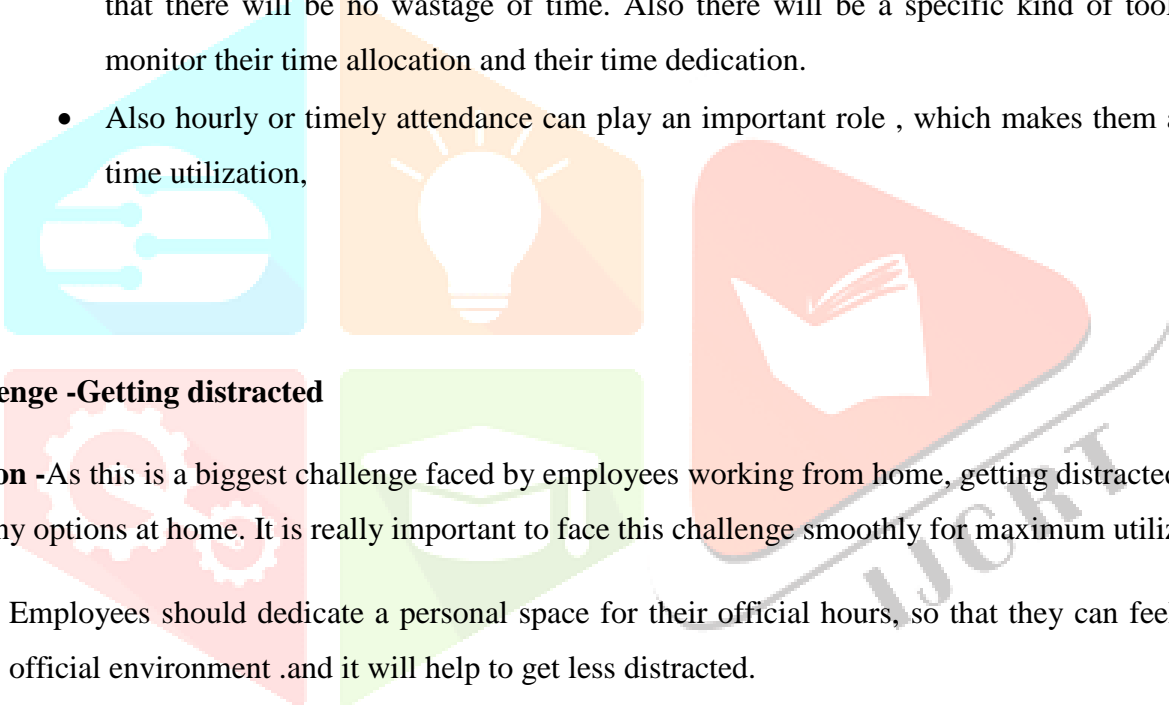 that there will be no wastage of time. Also there will be a specific kind of tool
monitor their time allocation and their time dedication.
• Also hourly or timely attendance can play an important role , which makes them
time utilization,
enge -Getting distracted
on -As this is a biggest challenge faced by employees working from home, getting distracted
ny options at home. It is really important to face this challenge smoothly for maximum utiliz
Employees should dedicate a personal space for their official hours, so that they can feel
official environment .and it will help to get less distracted.
IJCRT